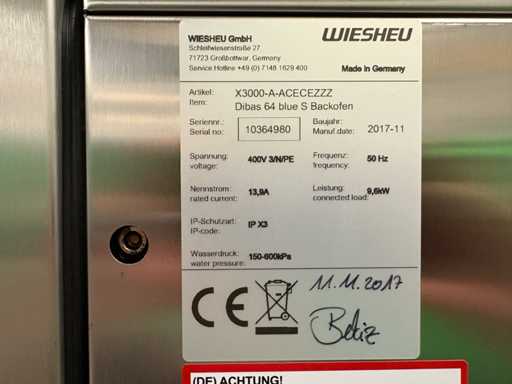 WIESHEU GmbH
Schleifwiesenstraße 27
71723 Großbottwar, Germany
Service Hotline +49 (0) 7148 1629 400
WIESHEU
Made in Germany
Artikel: X3000-A-ACECEZZZ
Item: Dibas 64 blue S Backofen
Seriennr.: Baujahr:
Serial no: 10364980 Manuf.date: 2017-11
Spannung: 400V 3/N/PE Frequenz: 50 Hz
voltage: frequency:
Nennstrom: 13,9A Leistung: 9,6kW
rated current: connected load:
IP-Schutzart: IP X3
IP-code:
Wasserdruck: 150-600kPa
water pressure:
CE
11.11.2017
(DE) ACHTUNG!